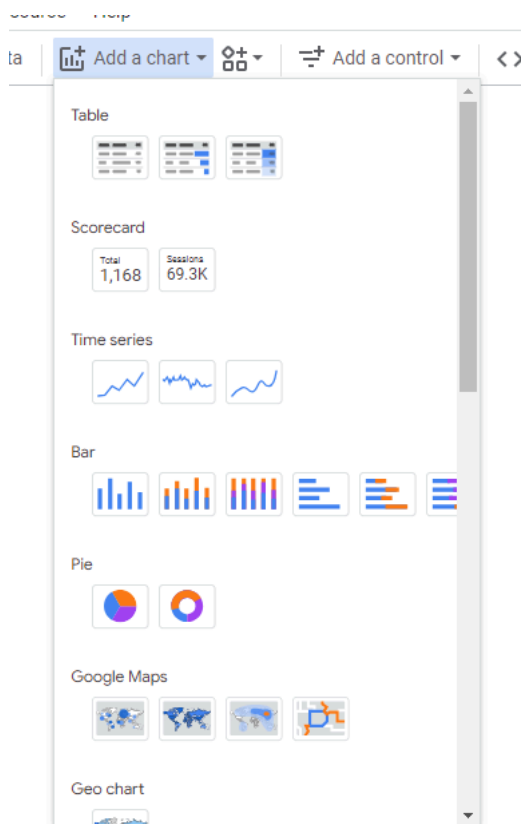 Help
ta Add a chart Add a control
Table
Scorecard
Total
1,168
Sessions
69.3K
Time series
Bar
Pie
Google Maps
Geo chart